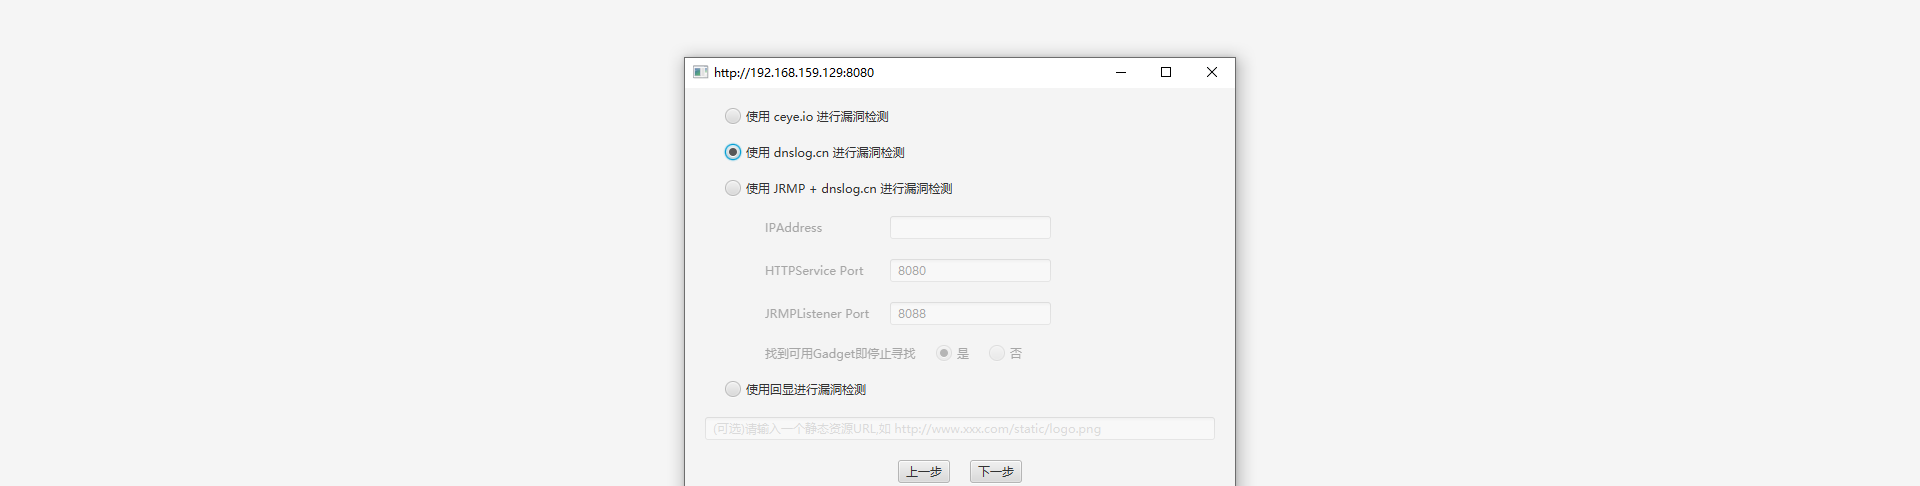 http://192.168.159.129:8080
使用 ceye.io 进行漏洞检测
使用 dnslog.cn 进行漏洞检测
使用 JRMP + dnslog.cn 进行漏洞检测
IPAddress
HTTPService Port 8080
JRMPListener Port 8088
找到可用Gadget即停止寻找 是 否
使用回显进行漏洞检测
(可选)请输入一个静态资源URL,如 http://www.xxx.com/static/logo.png
上一步 下一步